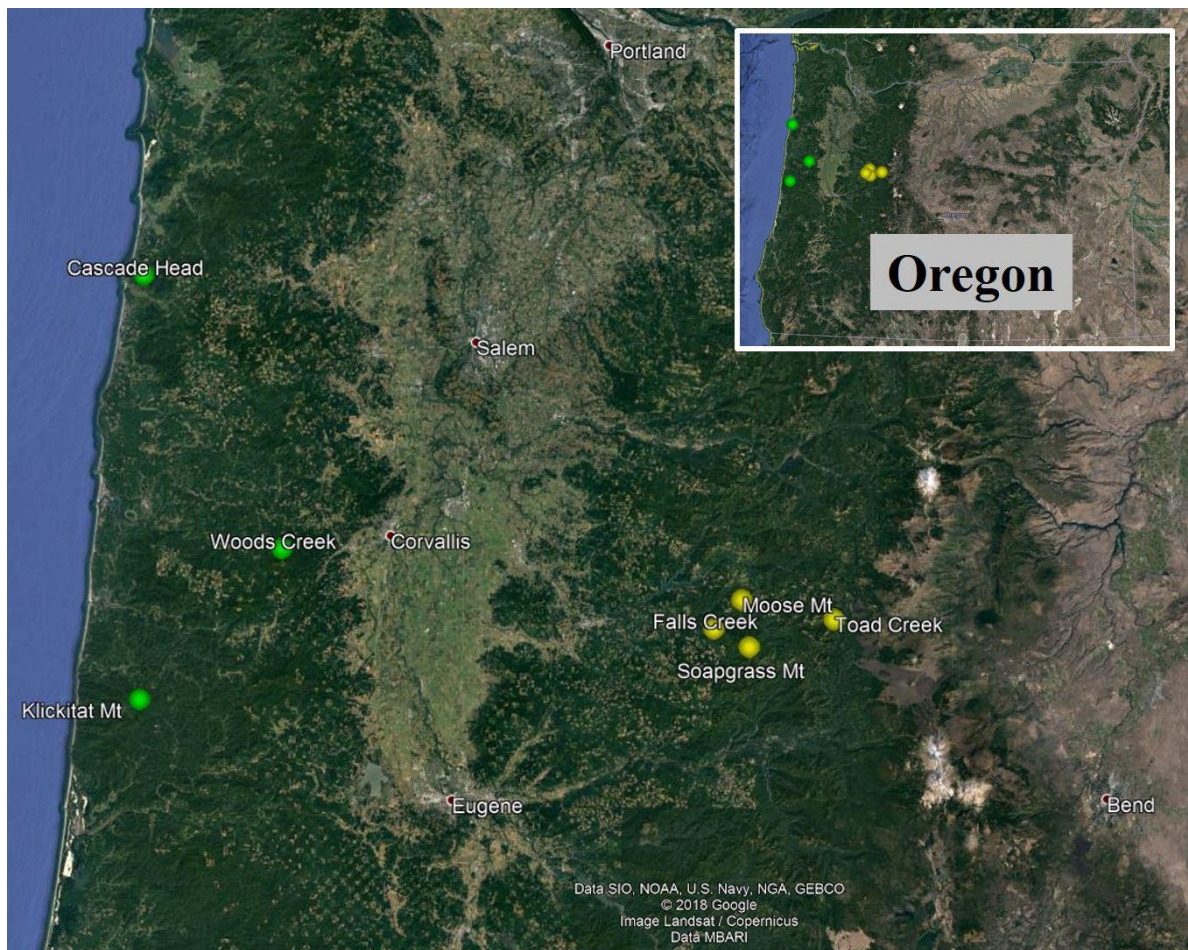 Portland
Oregon
Cascade Head
Salem
Woods Creek
Corvallis
Moose Mt
Falls Creek
Toad Creek
Soapgrass Mt
Klickitat Mt
Eugene
Bend
Data SIO, NOAA, U.S. Navy, NGA, GEBCO
© 2018 Google
Image Landsat / Copernicus
Data MBARI